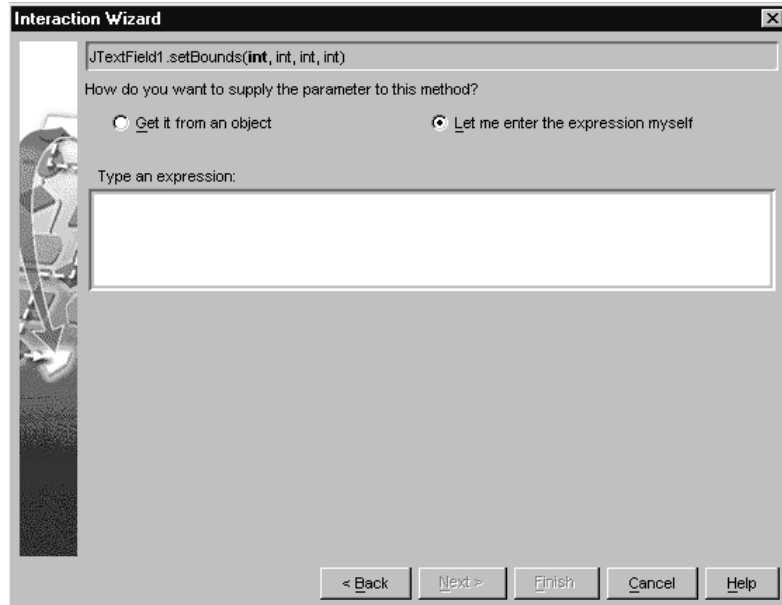 Interaction Wizard
JTextField1.setBounds(int, int, int, int)
How do you want to supply the parameter to this method?
Get it from an object
Let me enter the expression myself
Type an expression:
< Back
Next >
Finish
Cancel
Help